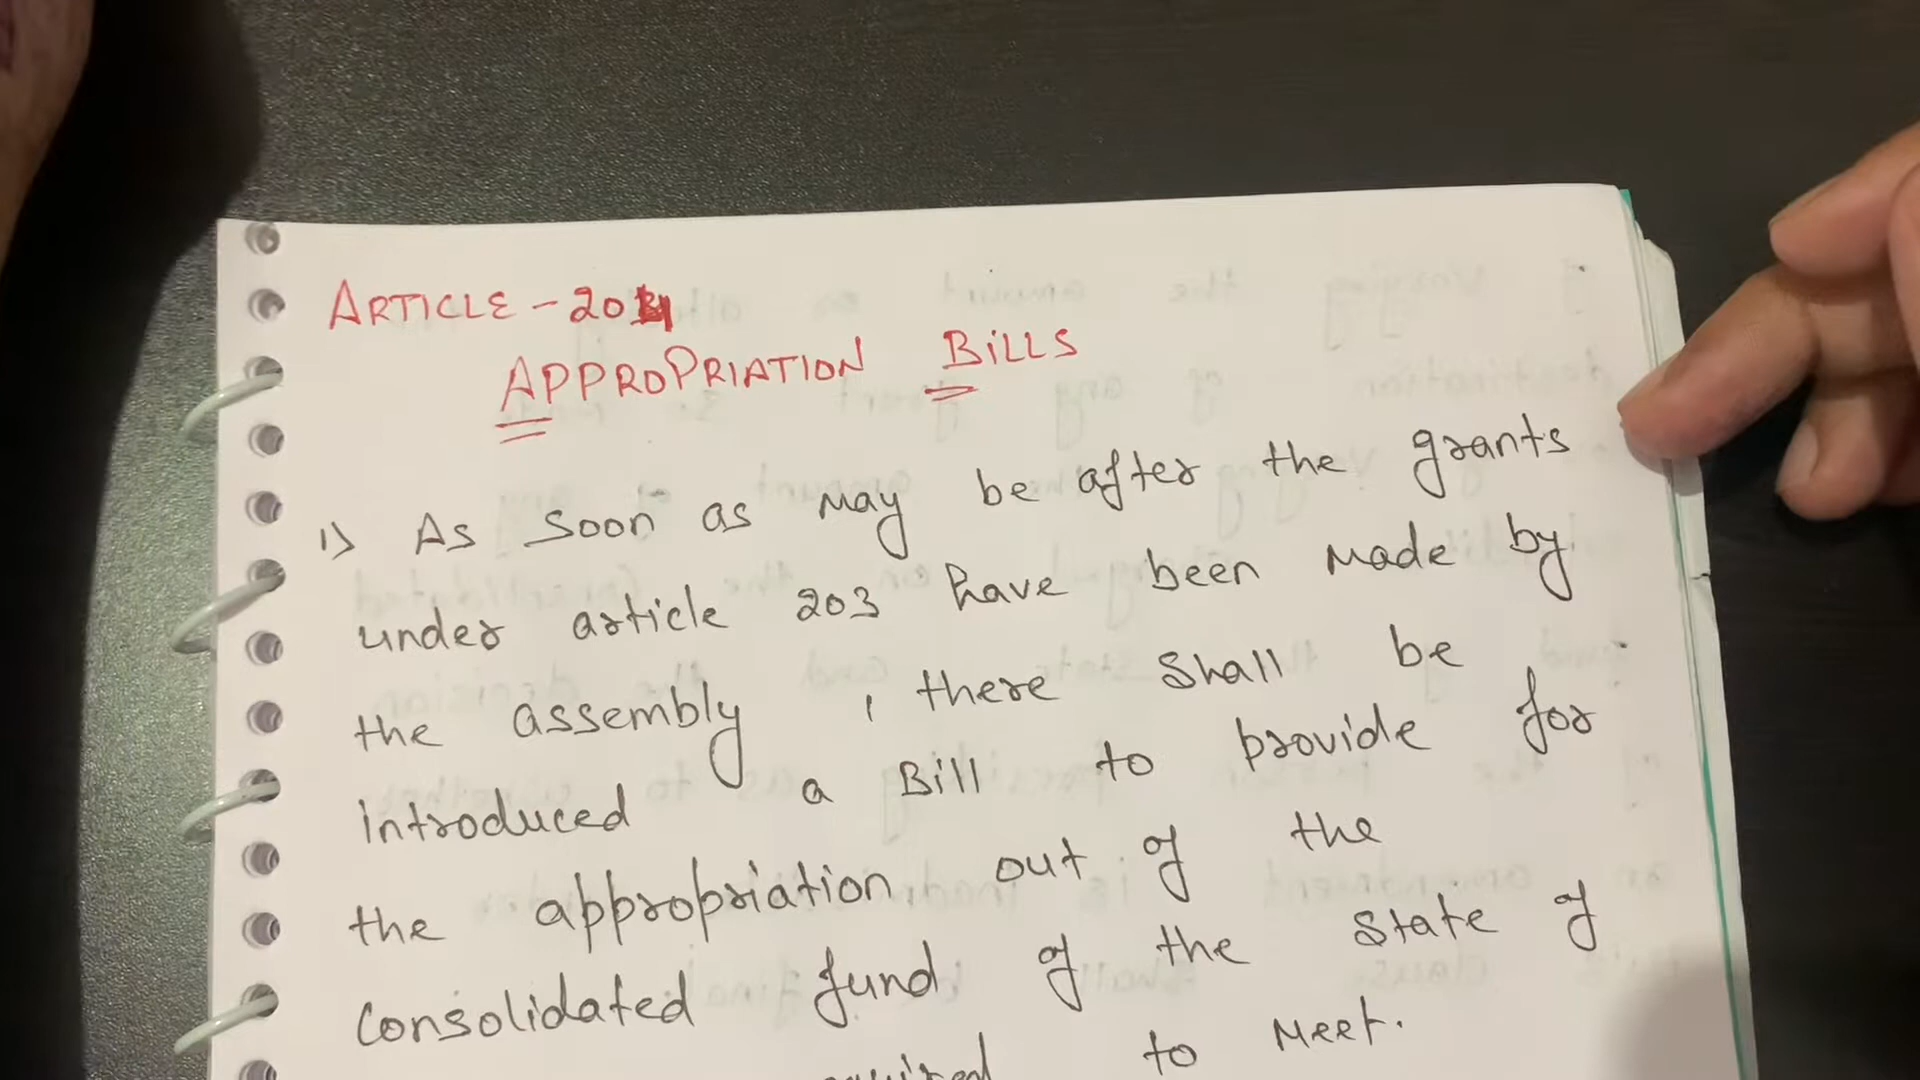 ARTICLE - 204
APPROPRIATION BILLS
1) As soon as may be after the grants
under article 203 have been made by
the assembly , there shall be
introduced a Bill to provide for
the appropriation out of the
consolidated fund of the state of
to meet.